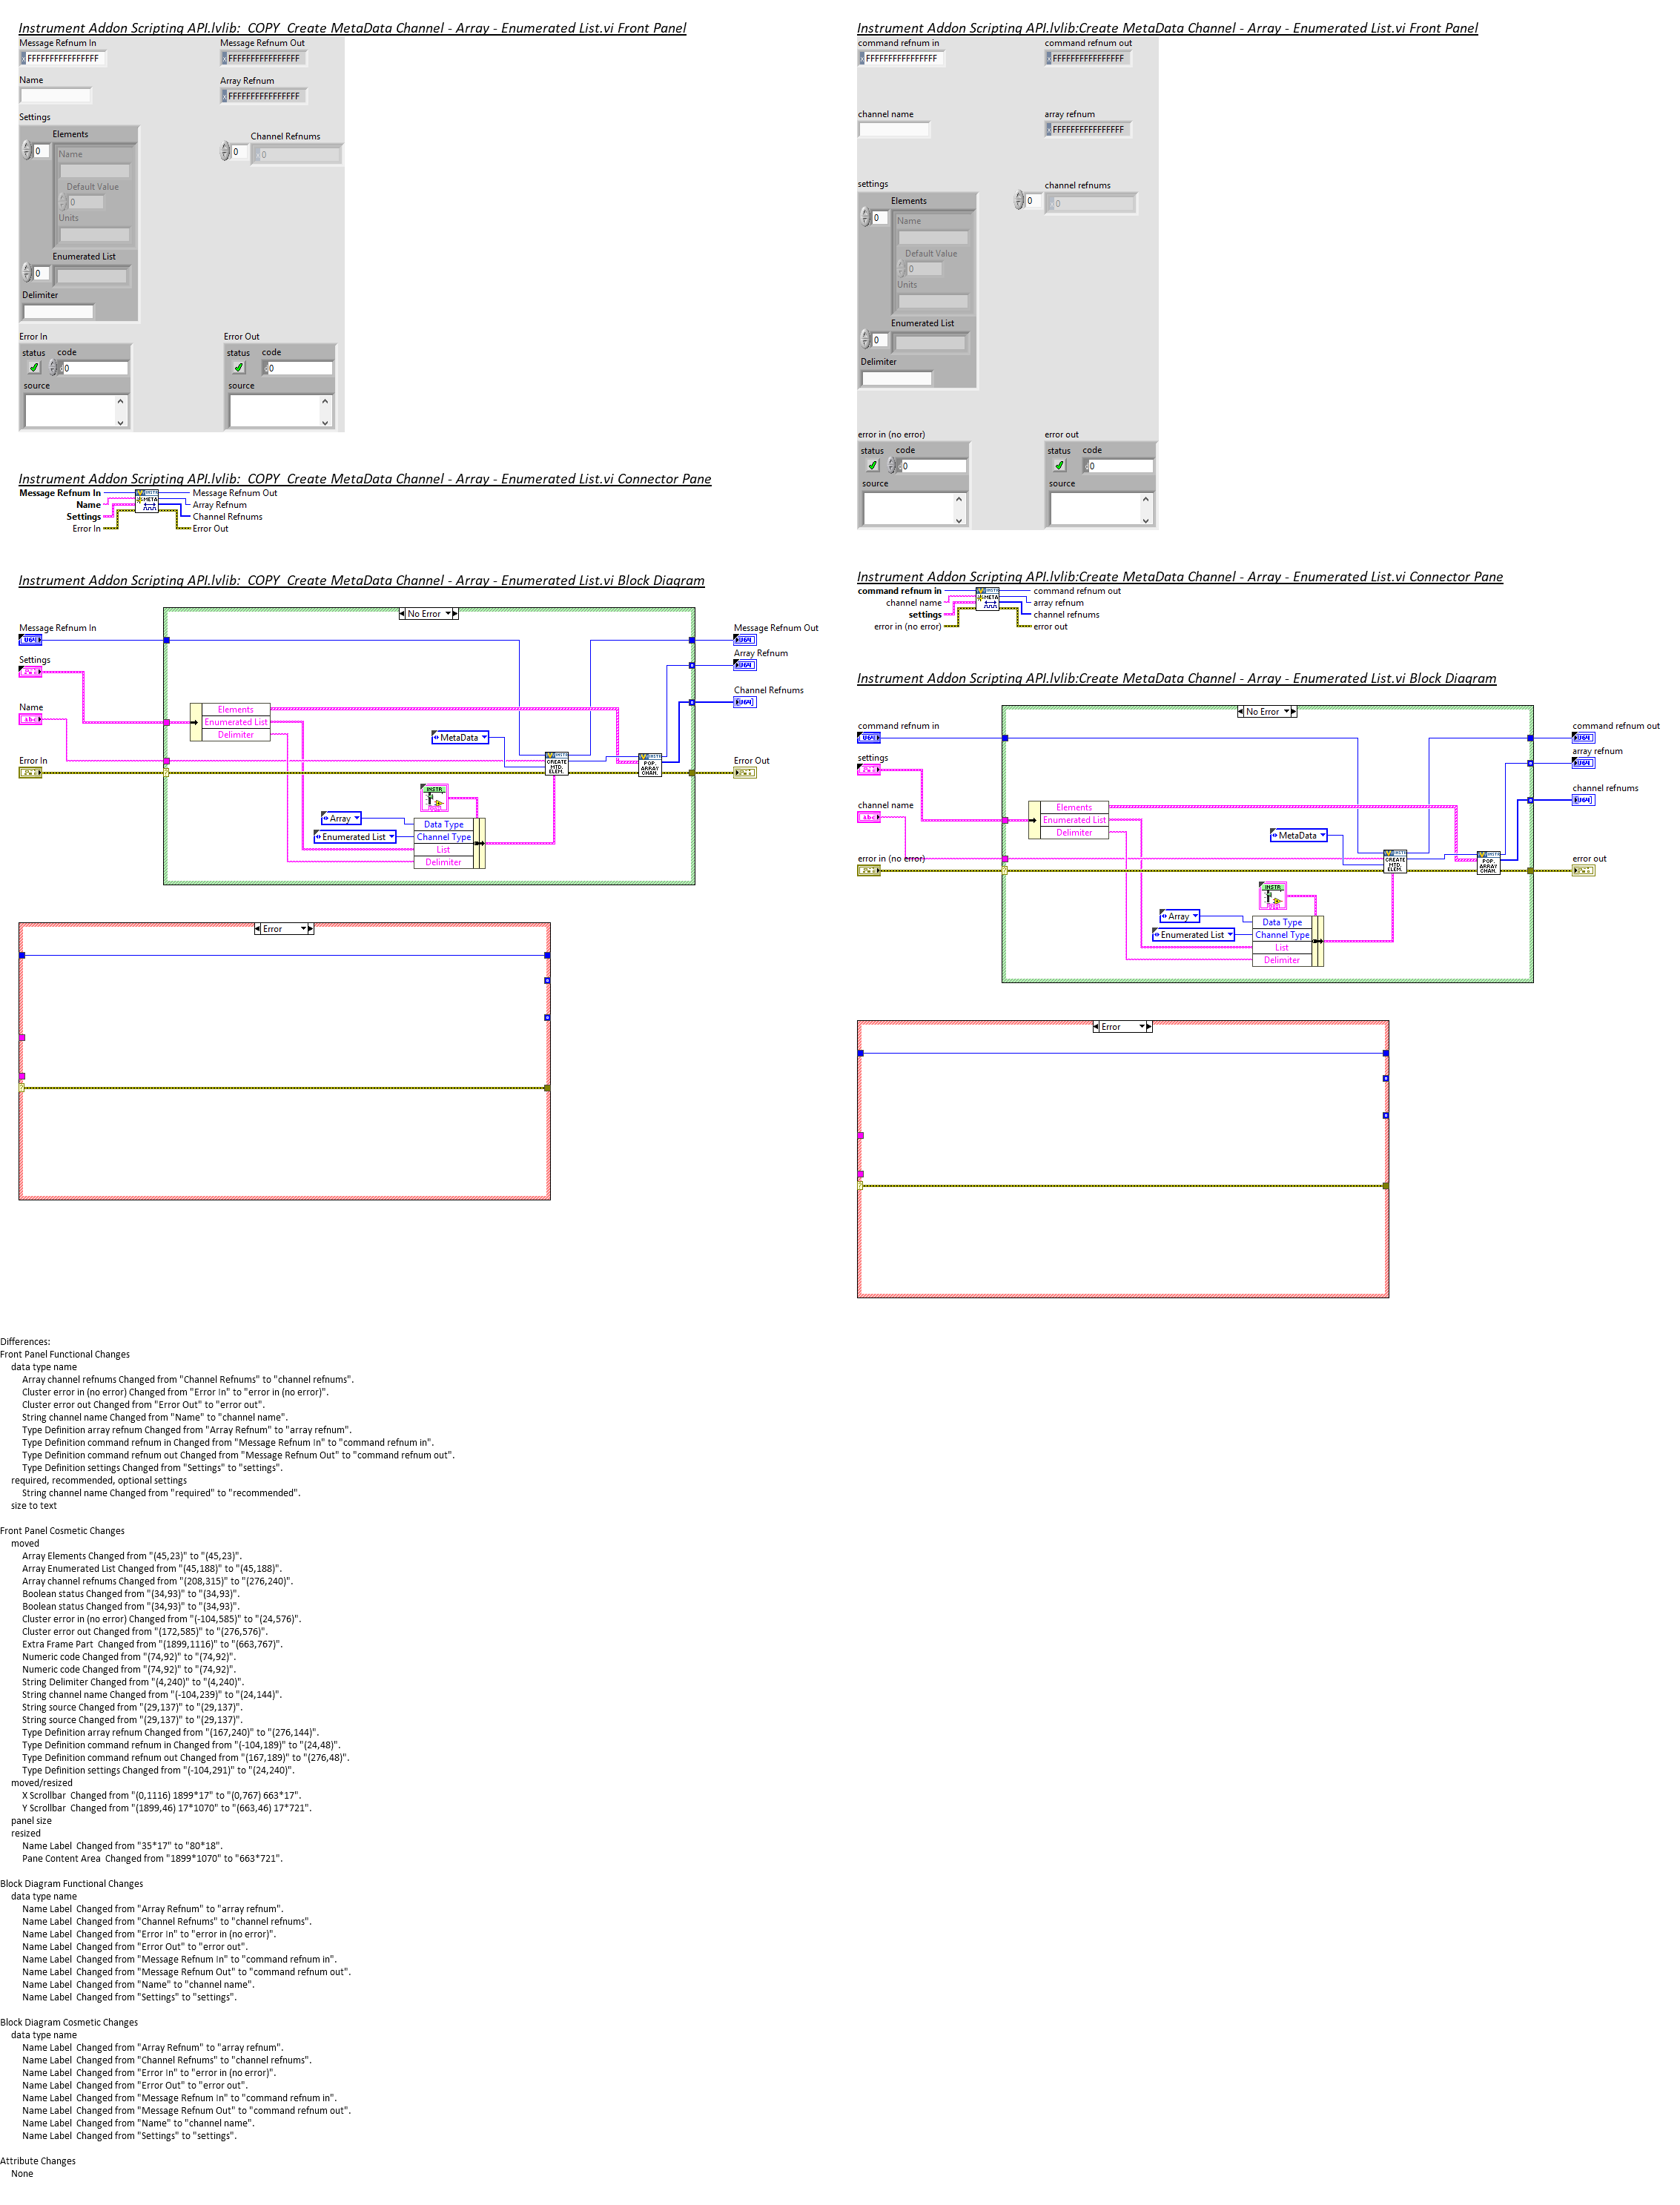 Instrument Addon Scripting API.lvlib:_COPY_Create MetaData Channel - Array - Enumerated List.vi Front Panel
Message Refnum In
Message Refnum Out
x FFFFFFFFFFFFFFFF
x FFFFFFFFFFFFFFFF
Name
Array Refnum
x FFFFFFFFFFFFFFFF
Settings
Elements
Channel Refnums
0
0
x 0
Name
Default Value
0
Units
Enumerated List
0
Delimiter
Error In
Error Out
status code
status code
d 0
d 0
source
source
Instrument Addon Scripting API.lvlib:_COPY_Create MetaData Channel - Array - Enumerated List.vi Connector Pane
Message Refnum In
Message Refnum Out
Name
Array Refnum
Settings
Channel Refnums
Error In
Error Out
INSTR
META
Instrument Addon Scripting API.lvlib:_COPY_Create MetaData Channel - Array - Enumerated List.vi Block Diagram
No Error
Message Refnum In
Message Refnum Out
U64
U64
Settings
Array Refnum
U64
Name
Channel Refnums
abc
[U64]
Elements
Enumerated List
Delimiter
MetaData
Error In
Error Out
INSTR
CREATE
MTD.
ELEM.
INSTR
POP.
ARRAY
CHAN.
INSTR
Array
Data Type
Enumerated List
Channel Type
List
Delimiter
Error
Instrument Addon Scripting API.lvlib:Create MetaData Channel - Array - Enumerated List.vi Front Panel
command refnum in
command refnum out
x FFFFFFFFFFFFFFFF
x FFFFFFFFFFFFFFFF
channel name
array refnum
x FFFFFFFFFFFFFFFF
settings
channel refnums
Elements
0
x 0
0
Name
Default Value
0
Units
Enumerated List
0
Delimiter
error in (no error)
error out
status code
status code
d 0
d 0
source
source
Instrument Addon Scripting API.lvlib:Create MetaData Channel - Array - Enumerated List.vi Connector Pane
command refnum in
command refnum out
channel name
array refnum
settings
channel refnums
error in (no error)
error out
INSTR
META
Instrument Addon Scripting API.lvlib:Create MetaData Channel - Array - Enumerated List.vi Block Diagram
No Error
command refnum in
command refnum out
U64
U64
settings
array refnum
U64
channel name
channel refnums
abc
[U64]
Elements
Enumerated List
Delimiter
MetaData
error in (no error)
error out
INSTR
CREATE
MTD.
ELEM.
INSTR
POP.
ARRAY
CHAN.
INSTR
Array
Data Type
Enumerated List
Channel Type
List
Delimiter
Error
Differences:
Front Panel Functional Changes
data type name
Array channel refnums Changed from "Channel Refnums" to "channel refnums".
Cluster error in (no error) Changed from "Error In" to "error in (no error)".
Cluster error out Changed from "Error Out" to "error out".
String channel name Changed from "Name" to "channel name".
Type Definition array refnum Changed from "Array Refnum" to "array refnum".
Type Definition command refnum in Changed from "Message Refnum In" to "command refnum in".
Type Definition command refnum out Changed from "Message Refnum Out" to "command refnum out".
Type Definition settings Changed from "Settings" to "settings".
required, recommended, optional settings
String channel name Changed from "required" to "recommended".
size to text
Front Panel Cosmetic Changes
moved
Array Elements Changed from "(45,23)" to "(45,23)".
Array Enumerated List Changed from "(45,188)" to "(45,188)".
Array channel refnums Changed from "(208,315)" to "(276,240)".
Boolean status Changed from "(34,93)" to "(34,93)".
Boolean status Changed from "(34,93)" to "(34,93)".
Cluster error in (no error) Changed from "(-104,585)" to "(24,576)".
Cluster error out Changed from "(172,585)" to "(276,576)".
Extra Frame Part Changed from "(1899,1116)" to "(663,767)".
Numeric code Changed from "(74,92)" to "(74,92)".
Numeric code Changed from "(74,92)" to "(74,92)".
String Delimiter Changed from "(4,240)" to "(4,240)".
String channel name Changed from "(-104,239)" to "(24,144)".
String source Changed from "(29,137)" to "(29,137)".
String source Changed from "(29,137)" to "(29,137)".
Type Definition array refnum Changed from "(167,240)" to "(276,144)".
Type Definition command refnum in Changed from "(-104,189)" to "(24,48)".
Type Definition command refnum out Changed from "(167,189)" to "(276,48)".
Type Definition settings Changed from "(-104,291)" to "(24,240)".
moved/resized
X Scrollbar Changed from "(0,1116) 1899*17" to "(0,767) 663*17".
Y Scrollbar Changed from "(1899,46) 17*1070" to "(663,46) 17*721".
panel size
resized
Name Label Changed from "35*17" to "80*18".
Pane Content Area Changed from "1899*1070" to "663*721".
Block Diagram Functional Changes
data type name
Name Label Changed from "Array Refnum" to "array refnum".
Name Label Changed from "Channel Refnums" to "channel refnums".
Name Label Changed from "Error In" to "error in (no error)".
Name Label Changed from "Error Out" to "error out".
Name Label Changed from "Message Refnum In" to "command refnum in".
Name Label Changed from "Message Refnum Out" to "command refnum out".
Name Label Changed from "Name" to "channel name".
Name Label Changed from "Settings" to "settings".
Block Diagram Cosmetic Changes
data type name
Name Label Changed from "Array Refnum" to "array refnum".
Name Label Changed from "Channel Refnums" to "channel refnums".
Name Label Changed from "Error In" to "error in (no error)".
Name Label Changed from "Error Out" to "error out".
Name Label Changed from "Message Refnum In" to "command refnum in".
Name Label Changed from "Message Refnum Out" to "command refnum out".
Name Label Changed from "Name" to "channel name".
Name Label Changed from "Settings" to "settings".
Attribute Changes
None